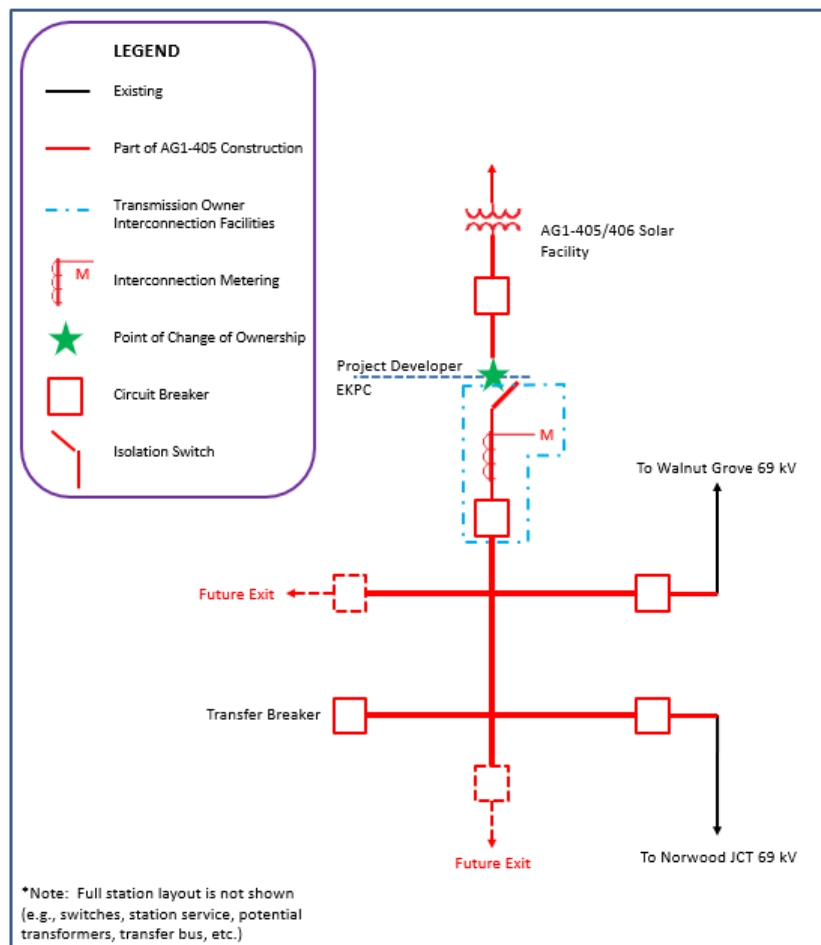 LEGEND
Existing
Part of AG1-405 Construction
Transmission Owner
Interconnection Facilities
M
Interconnection Metering
Point of Change of Ownership
Circuit Breaker
Isolation Switch
AG1-405/406 Solar
Facility
Project Developer
EKPC
M
To Walnut Grove 69 kV
Future Exit
Transfer Breaker
Future Exit
To Norwood JCT 69 kV
*Note:  Full station layout is not shown
(e.g., switches, station service, potential
transformers, transfer bus, etc.)